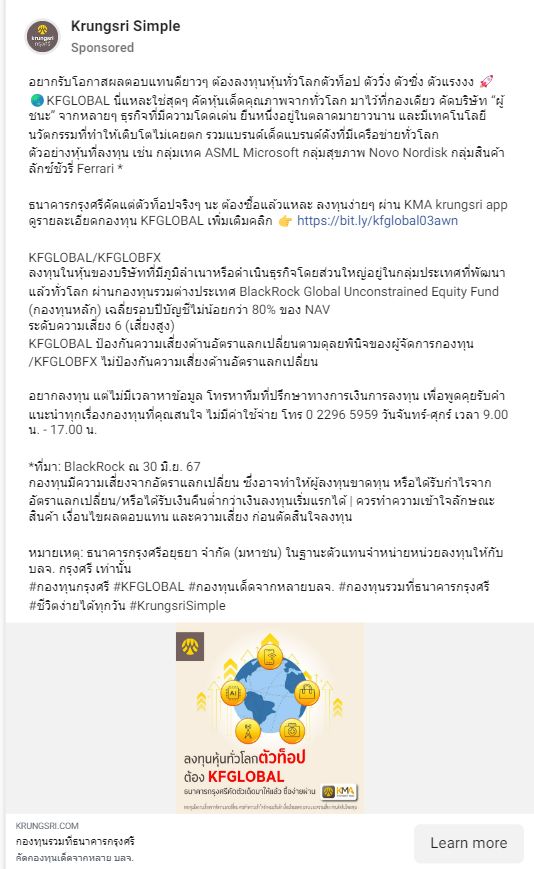 Krungsri Simple
Sponsored
อยากรับโอกาสผลตอบแทนดียาวๆ ต้องลงทุนหุ้นทั่วโลกตัวท็อป ตัววิ่ง ตัวซิ่ง ตัวแรงงง 🚀
🌏KFGLOBAL นี่แหละใช่สุดๆ คัดหุ้นเด็ดคุณภาพจากทั่วโลก มาไว้ที่กองเดียว คัดบริษัท “ผู้
ชนะ” จากหลายๆ ธุรกิจที่มีความโดดเด่น ยืนหนึ่งอยู่ในตลาดมายาวนาน และมีเทคโนโลยี
นวัตกรรมที่ทำให้เติบโตไม่เคยตก รวมแบรนด์เด็ดแบรนด์ดังที่มีเครือข่ายทั่วโลก
ตัวอย่างหุ้นที่ลงทุน เช่น กลุ่มเทค ASML Microsoft กลุ่มสุขภาพ Novo Nordisk กลุ่มสินค้า
ลักซ์ชัวรี่ Ferrari *
ธนาคารกรุงศรีคัดแต่ตัวท็อปจริงๆ นะ ต้องซื้อแล้วแหละ ลงทุนง่ายๆ ผ่าน KMA krungsri app
ดูรายละเอียดกองทุน KFGLOBAL เพิ่มเติมคลิก 👉 https://bit.ly/kfglobal03awn
KFGLOBAL/KFGLOBFX
ลงทุนในหุ้นของบริษัทที่มีภูมิลำเนาหรือดำเนินธุรกิจโดยส่วนใหญ่อยู่ในกลุ่มประเทศที่พัฒนา
แล้วทั่วโลก ผ่านกองทุนรวมต่างประเทศ BlackRock Global Unconstrained Equity Fund
(กองทุนหลัก) เฉลี่ยรอบปีบัญชีไม่น้อยกว่า 80% ของ NAV
ระดับความเสี่ยง 6 (เสี่ยงสูง)
KFGLOBAL ป้องกันความเสี่ยงด้านอัตราแลกเปลี่ยนตามดุลยพินิจของผู้จัดการกองทุน
/KFGLOBFX ไม่ป้องกันความเสี่ยงด้านอัตราแลกเปลี่ยน
อยากลงทุน แต่ไม่มีเวลาหาข้อมูล โทรหาทีมที่ปรึกษาทางการเงินการลงทุน เพื่อพูดคุยรับคำ
แนะนำทุกเรื่องกองทุนที่คุณสนใจ ไม่มีค่าใช้จ่าย โทร 0 2296 5959 วันจันทร์-ศุกร์ เวลา 9.00
น. - 17.00 น.
*ที่มา: BlackRock ณ 30 มิ.ย. 67
กองทุนมีความเสี่ยงจากอัตราแลกเปลี่ยน ซึ่งอาจทำให้ผู้ลงทุนขาดทุน หรือได้รับกำไรจาก
อัตราแลกเปลี่ยน/หรือได้รับเงินคืนต่ำกว่าเงินลงทุนเริ่มแรกได้ | ควรทำความเข้าใจลักษณะ
สินค้า เงื่อนไขผลตอบแทน และความเสี่ยง ก่อนตัดสินใจลงทุน
หมายเหตุ: ธนาคารกรุงศรีอยุธยา จำกัด (มหาชน) ในฐานะตัวแทนจำหน่ายหน่วยลงทุนให้กับ
บลจ. กรุงศรี เท่านั้น
#กองทุนกรุงศรี #KFGLOBAL #กองทุนเด็ดจากหลายบลจ. #กองทุนรวมที่ธนาคารกรุงศรี
#ชีวิตง่ายได้ทุกวัน #KrungsriSimple
AI
ลงทุนหุ้นทั่วโลกตัวท็อป
ต้อง KFGLOBAL
ธนาคารกรุงศรีคัดตัวเด็ดมาให้แล้ว ซื้อง่ายผ่าน KMA
KRUNGSRI.COM
กองทุนรวมที่ธนาคารกรุงศรี
คัดกองทุนเด็ดจากหลาย บลจ.
Learn more